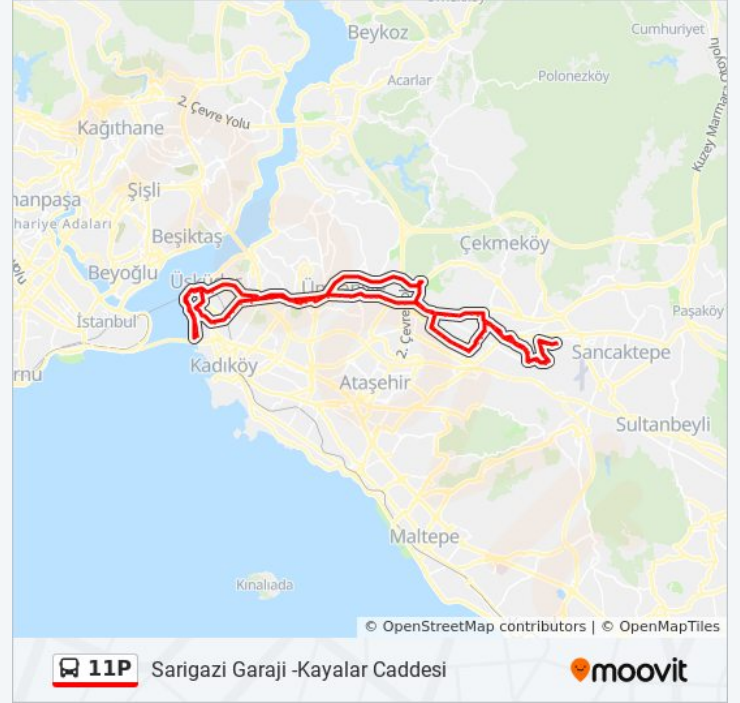 Beykoz
Cumhuriyet
Acarlar
Polonezköy
2. Çevre Yolu
Kağıthane
Kuzey Marmara Otoyolu
Şişli
manpaşa
hariye Adaları
Beşiktaş
Çekmeköy
Beyoğlu
Paşaköy
İstanbul
2. Çevre
Sancaktepe
Kadıköy
Ataşehir
rnu
Sultanbeyli
Maltepe
Kınalıada
© OpenStreetMap contributors | © OpenMapTiles
11P Sarigazi Garaji -Kayalar Caddesi
moovit